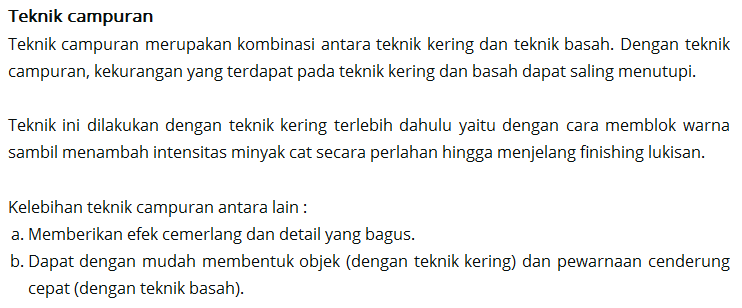 Teknik campuran
Teknik campuran merupakan kombinasi antara teknik kering dan teknik basah. Dengan teknik
campuran, kekurangan yang terdapat pada teknik kering dan basah dapat saling menutupi.
Teknik ini dilakukan dengan teknik kering terlebih dahulu yaitu dengan cara memblok warna
sambil menambah intensitas minyak cat secara perlahan hingga menjelang finishing lukisan.
Kelebihan teknik campuran antara lain :
a. Memberikan efek cemerlang dan detail yang bagus.
b. Dapat dengan mudah membentuk objek (dengan teknik kering) dan pewarnaan cenderung
cepat (dengan teknik basah).